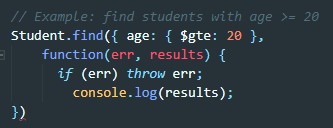 // Example: find students with age >= 20
Student.find({ age: { $gte: 20 },
    function(err, results) {
      if (err) throw err;
        console.log(results);
})